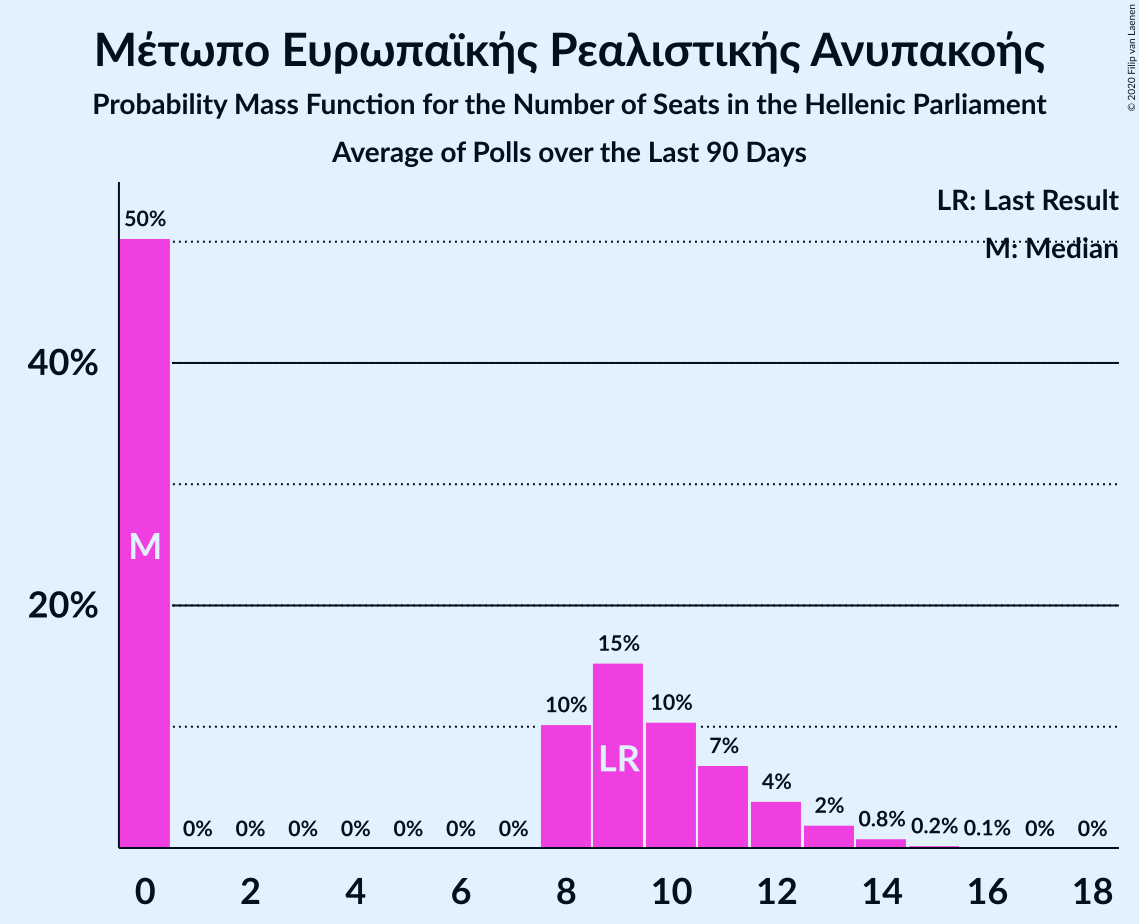 Μέτωπο Ευρωπαϊκής Ρεαλιστικής Ανυπακοής
Probability Mass Function for the Number of Seats in the Hellenic Parliament
Average of Polls over the Last 90 Days
© 2020 Filip van Laenen
LR: Last Result
M: Median
50%
40%
20%
M
LR
0% 0% 0% 0% 0% 0% 0% 10% 15% 10% 7% 4% 2% 0.8% 0.2% 0.1% 0% 0%
0 2 4 6 8 10 12 14 16 18